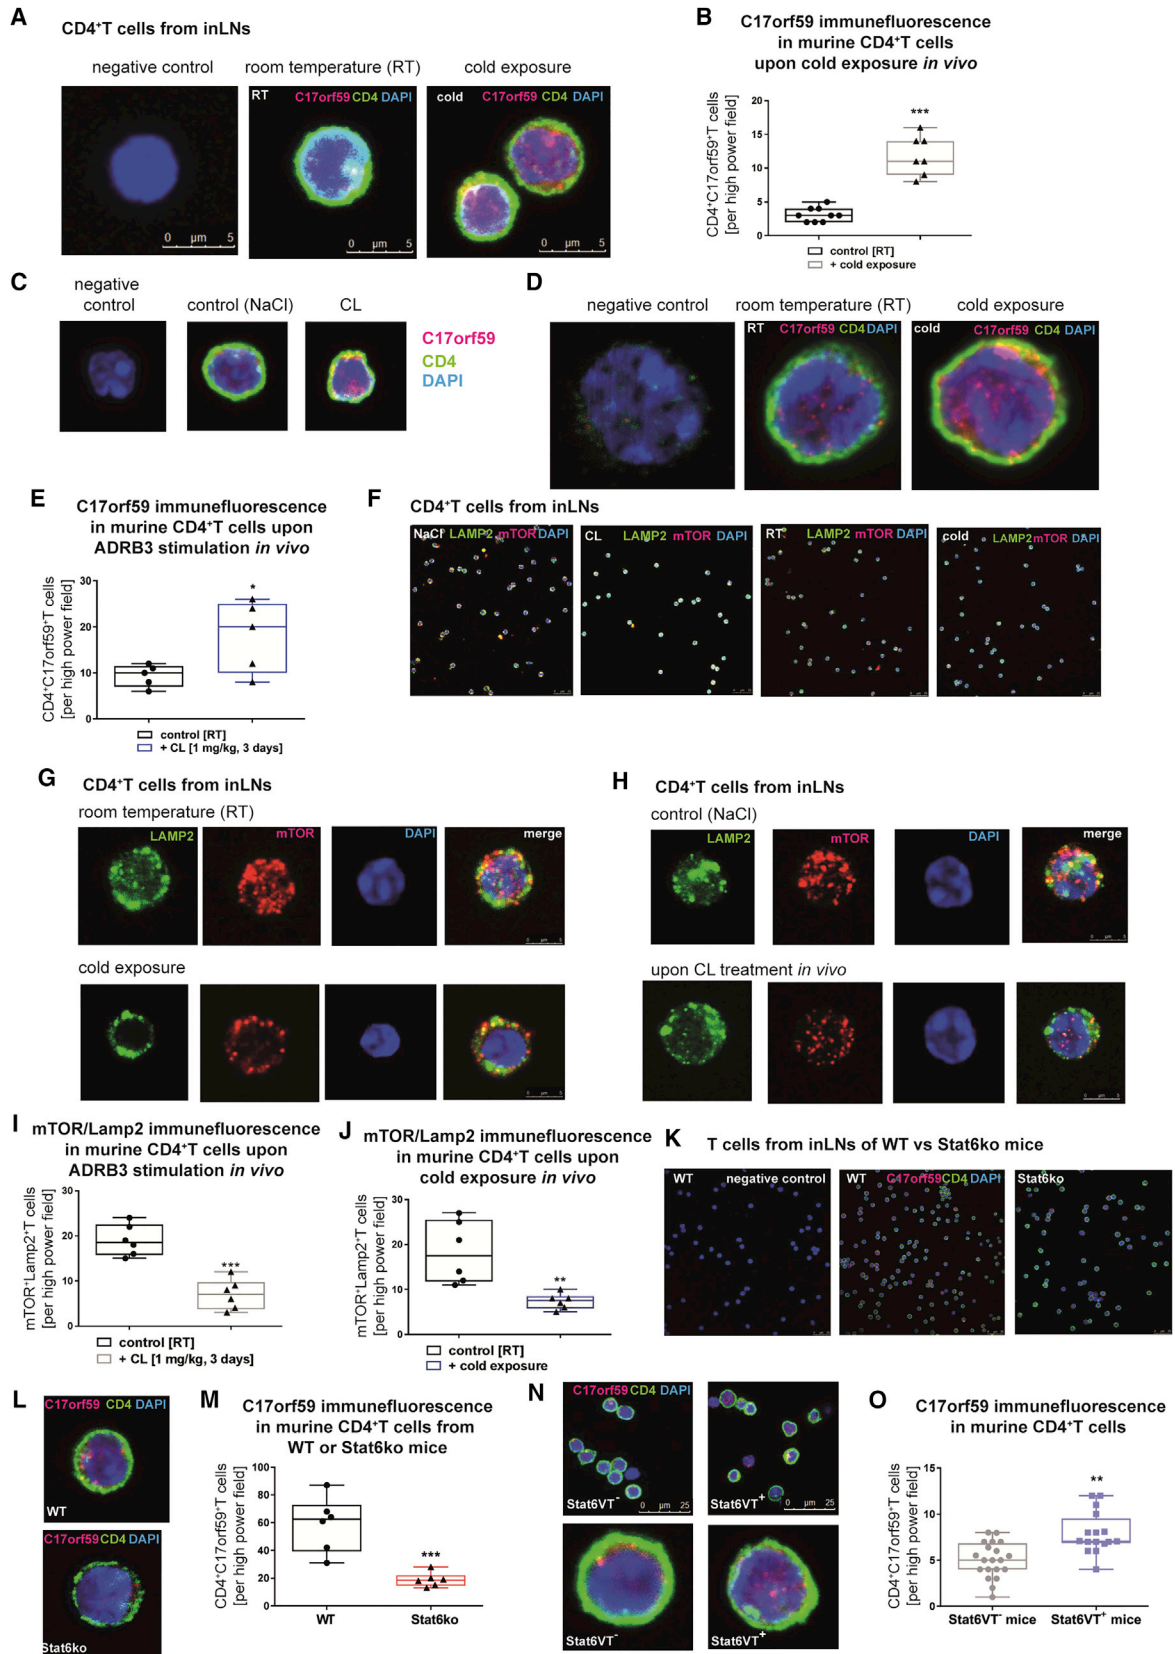 A
CD4⁺T cells from inLNs
negative control
room temperature (RT)
cold exposure
RT C17orf59 CD4 DAPI
cold C17orf59 CD4 DAPI
0 µm 5
0 µm 5
0 µm 5
B
C17orf59 immunefluorescence
in murine CD4⁺T cells
upon cold exposure in vivo
CD4⁺C17orf59⁺T cells
[per high power field]
20
15
10
5
0
***
control [RT]
+ cold exposure
C
negative
control
control (NaCl)
CL
C17orf59
CD4
DAPI
D
negative control
room temperature (RT)
cold exposure
RT C17orf59 CD4 DAPI
cold C17orf59 CD4 DAPI
E
C17orf59 immunefluorescence
in murine CD4⁺T cells upon
ADRB3 stimulation in vivo
CD4⁺C17orf59⁺T cells
[per high power field]
30
20
10
0
*
control [RT]
+ CL [1 mg/kg, 3 days]
F
CD4⁺T cells from inLNs
NaCl LAMP2 mTOR DAPI
CL LAMP2 mTOR DAPI
RT LAMP2 mTOR DAPI
cold LAMP2 mTOR DAPI
G
CD4⁺T cells from inLNs
room temperature (RT)
LAMP2
mTOR
DAPI
merge
cold exposure
H
CD4⁺T cells from inLNs
control (NaCl)
LAMP2
mTOR
DAPI
merge
upon CL treatment in vivo
I
mTOR/Lamp2 immunefluorescence
in murine CD4⁺T cells upon
ADRB3 stimulation in vivo
mTOR⁺Lamp2⁺T cells
[per high power field]
30
20
10
0
***
control [RT]
+ CL [1 mg/kg, 3 days]
J
mTOR/Lamp2 immunefluorescence
in murine CD4⁺T cells upon
cold exposure in vivo
mTOR⁺Lamp2⁺T cells
[per high power field]
30
20
10
0
**
control [RT]
+ cold exposure
K
T cells from inLNs of WT vs Stat6ko mice
WT negative control
WT C17orf59 CD4 DAPI
Stat6ko
L
C17orf59 CD4 DAPI
WT
C17orf59 CD4 DAPI
Stat6ko
M
C17orf59 immunefluorescence
in murine CD4⁺T cells from
WT or Stat6ko mice
CD4⁺C17orf59⁺T cells
[per high power field]
100
80
60
40
20
0
***
WT
Stat6ko
N
C17orf59 CD4 DAPI
Stat6VT⁻
0 µm 25
Stat6VT⁺
0 µm 25
Stat6VT⁻
Stat6VT⁺
O
C17orf59 immunefluorescence
in murine CD4⁺T cells
CD4⁺C17orf59⁺T cells
[per high power field]
15
10
5
0
**
Stat6VT⁻ mice
Stat6VT⁺ mice